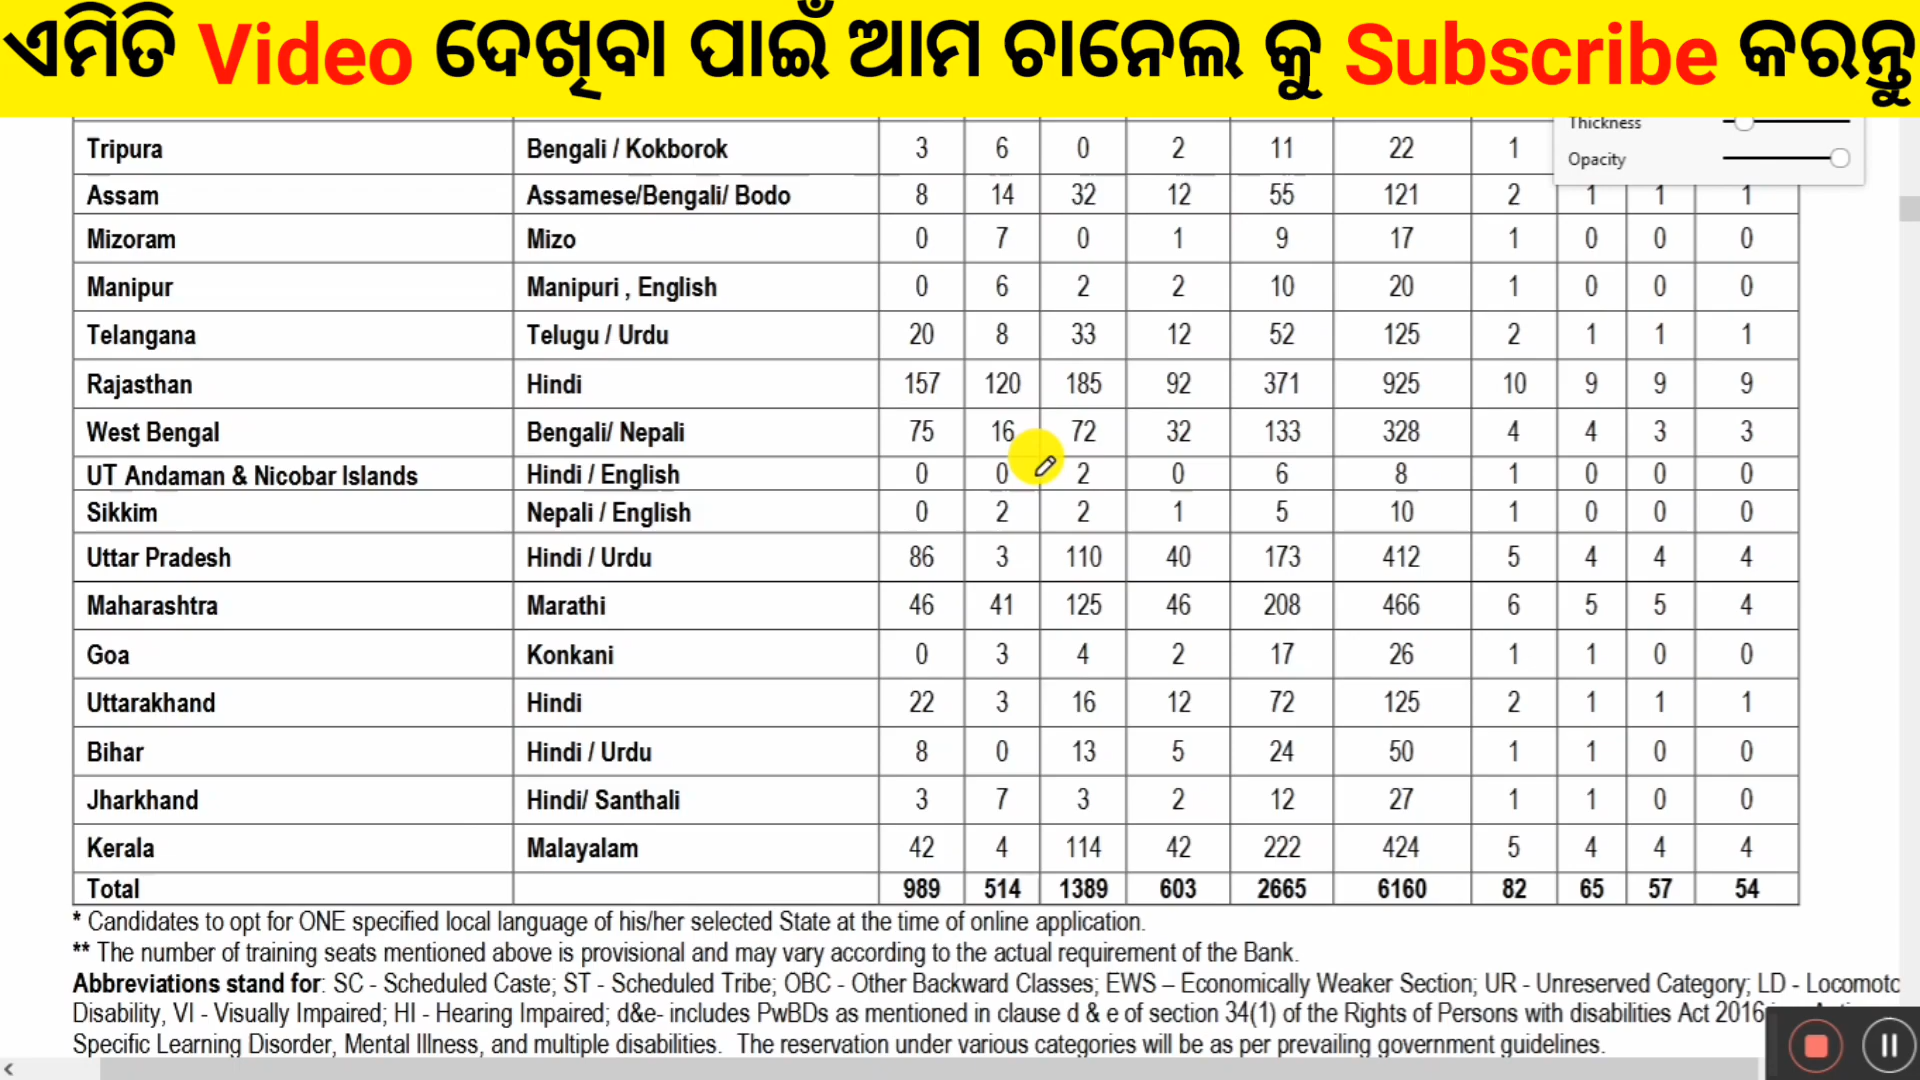 ଏମିତି Video ଦେଖିବା ପାଇଁ ଆମ ଚାନେଲ କୁ Subscribe କରନ୍ତୁ
Thickness
Opacity
Tripura Bengali / Kokborok 3 6 0 2 11 22 1
Assam Assamese/Bengali/ Bodo 8 14 32 12 55 121 2 1 1 1
Mizoram Mizo 0 7 0 1 9 17 1 0 0 0
Manipur Manipuri , English 0 6 2 2 10 20 1 0 0 0
Telangana Telugu / Urdu 20 8 33 12 52 125 2 1 1 1
Rajasthan Hindi 157 120 185 92 371 925 10 9 9 9
West Bengal Bengali/ Nepali 75 16 72 32 133 328 4 4 3 3
UT Andaman & Nicobar Islands Hindi / English 0 0 2 0 6 8 1 0 0 0
Sikkim Nepali / English 0 2 2 1 5 10 1 0 0 0
Uttar Pradesh Hindi / Urdu 86 3 110 40 173 412 5 4 4 4
Maharashtra Marathi 46 41 125 46 208 466 6 5 5 4
Goa Konkani 0 3 4 2 17 26 1 1 0 0
Uttarakhand Hindi 22 3 16 12 72 125 2 1 1 1
Bihar Hindi / Urdu 8 0 13 5 24 50 1 1 0 0
Jharkhand Hindi/ Santhali 3 7 3 2 12 27 1 1 0 0
Kerala Malayalam 42 4 114 42 222 424 5 4 4 4
Total 989 514 1389 603 2665 6160 82 65 57 54
* Candidates to opt for ONE specified local language of his/her selected State at the time of online application.
** The number of training seats mentioned above is provisional and may vary according to the actual requirement of the Bank.
Abbreviations stand for: SC - Scheduled Caste; ST - Scheduled Tribe; OBC - Other Backward Classes; EWS – Economically Weaker Section; UR - Unreserved Category; LD - Locomoto
Disability, VI - Visually Impaired; HI - Hearing Impaired; d&e- includes PwBDs as mentioned in clause d & e of section 34(1) of the Rights of Persons with disabilities Act 2016
Specific Learning Disorder, Mental Illness, and multiple disabilities. The reservation under various categories will be as per prevailing government guidelines.